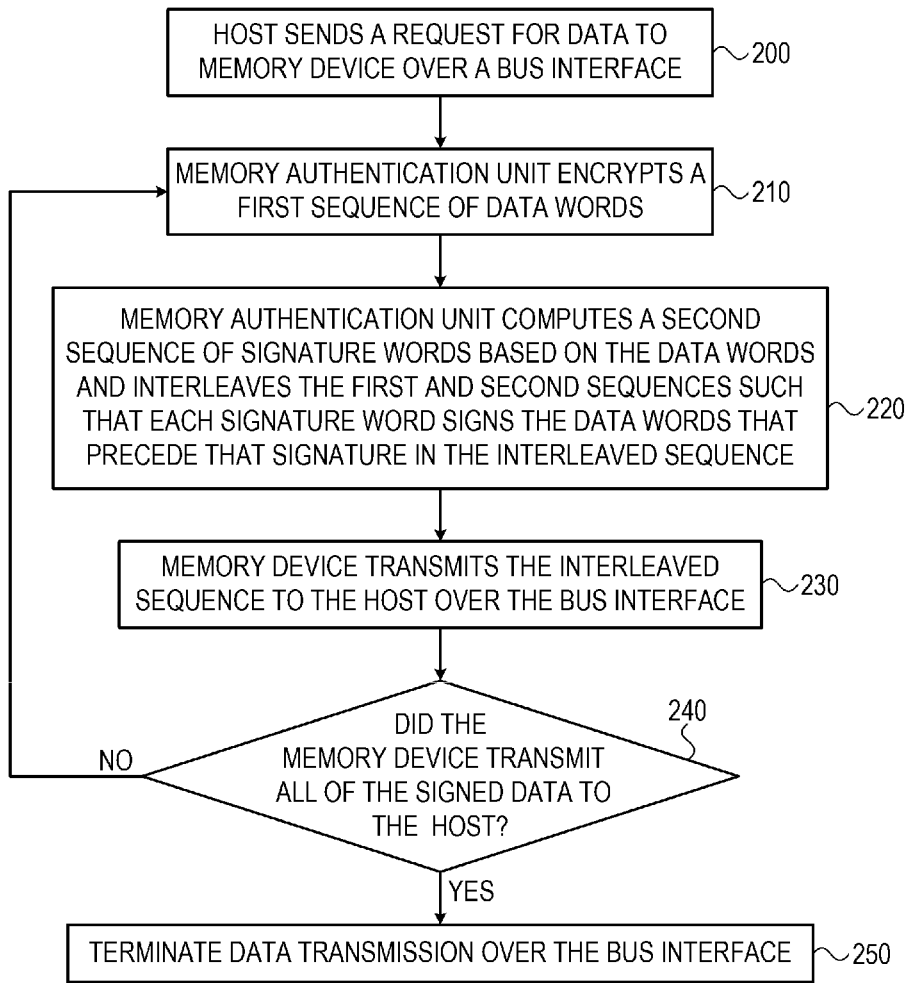 HOST SENDS A REQUEST FOR DATA TO
MEMORY DEVICE OVER A BUS INTERFACE
200
MEMORY AUTHENTICATION UNIT ENCRYPTS A
FIRST SEQUENCE OF DATA WORDS
210
MEMORY AUTHENTICATION UNIT COMPUTES A SECOND
SEQUENCE OF SIGNATURE WORDS BASED ON THE DATA WORDS
AND INTERLEAVES THE FIRST AND SECOND SEQUENCES SUCH
THAT EACH SIGNATURE WORD SIGNS THE DATA WORDS THAT
PRECEDE THAT SIGNATURE IN THE INTERLEAVED SEQUENCE
220
MEMORY DEVICE TRANSMITS THE INTERLEAVED
SEQUENCE TO THE HOST OVER THE BUS INTERFACE
230
DID THE
MEMORY DEVICE TRANSMIT
ALL OF THE SIGNED DATA TO
THE HOST?
240
NO
YES
TERMINATE DATA TRANSMISSION OVER THE BUS INTERFACE
250